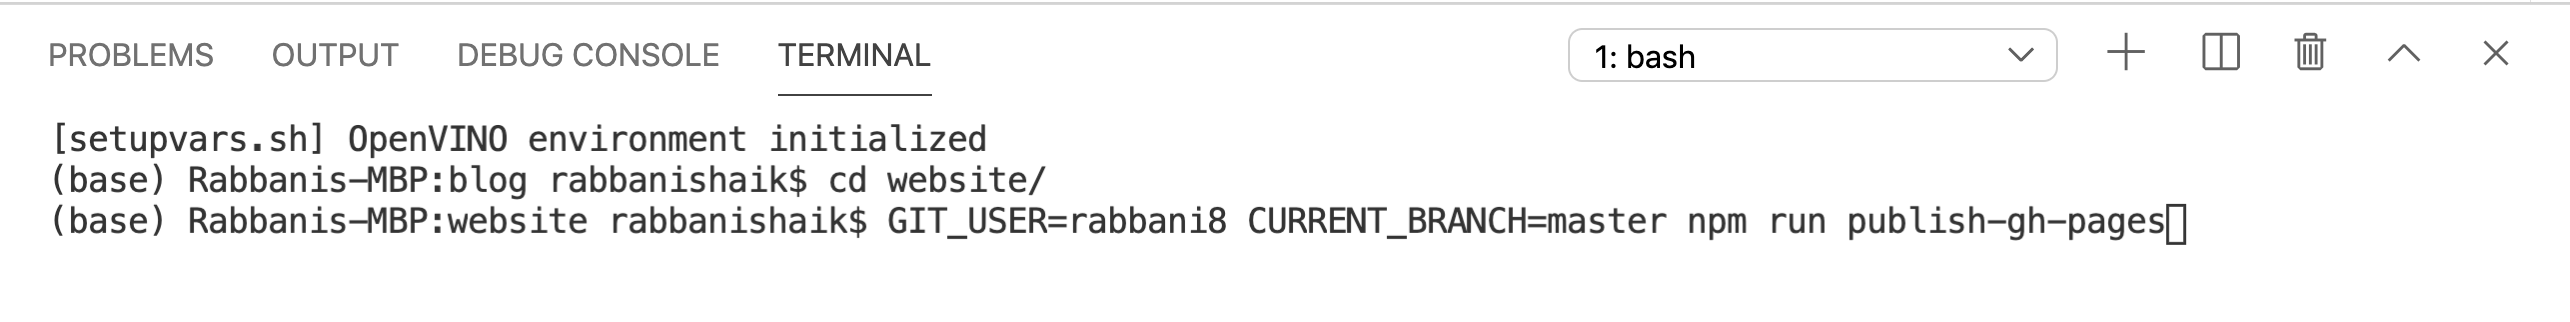 PROBLEMS OUTPUT DEBUG CONSOLE TERMINAL 1: bash
[setupvars.sh] OpenVINO environment initialized
(base) Rabbanis-MBP:blog rabbanishaik$ cd website/
(base) Rabbanis-MBP:website rabbanishaik$ GIT_USER=rabbani8 CURRENT_BRANCH=master npm run publish-gh-pages